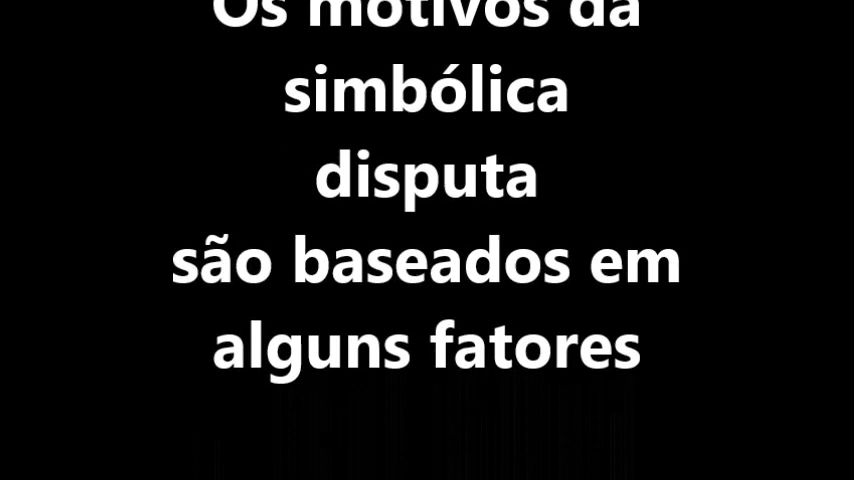 Os motivos da
simbólica
disputa
são baseados em
alguns fatores